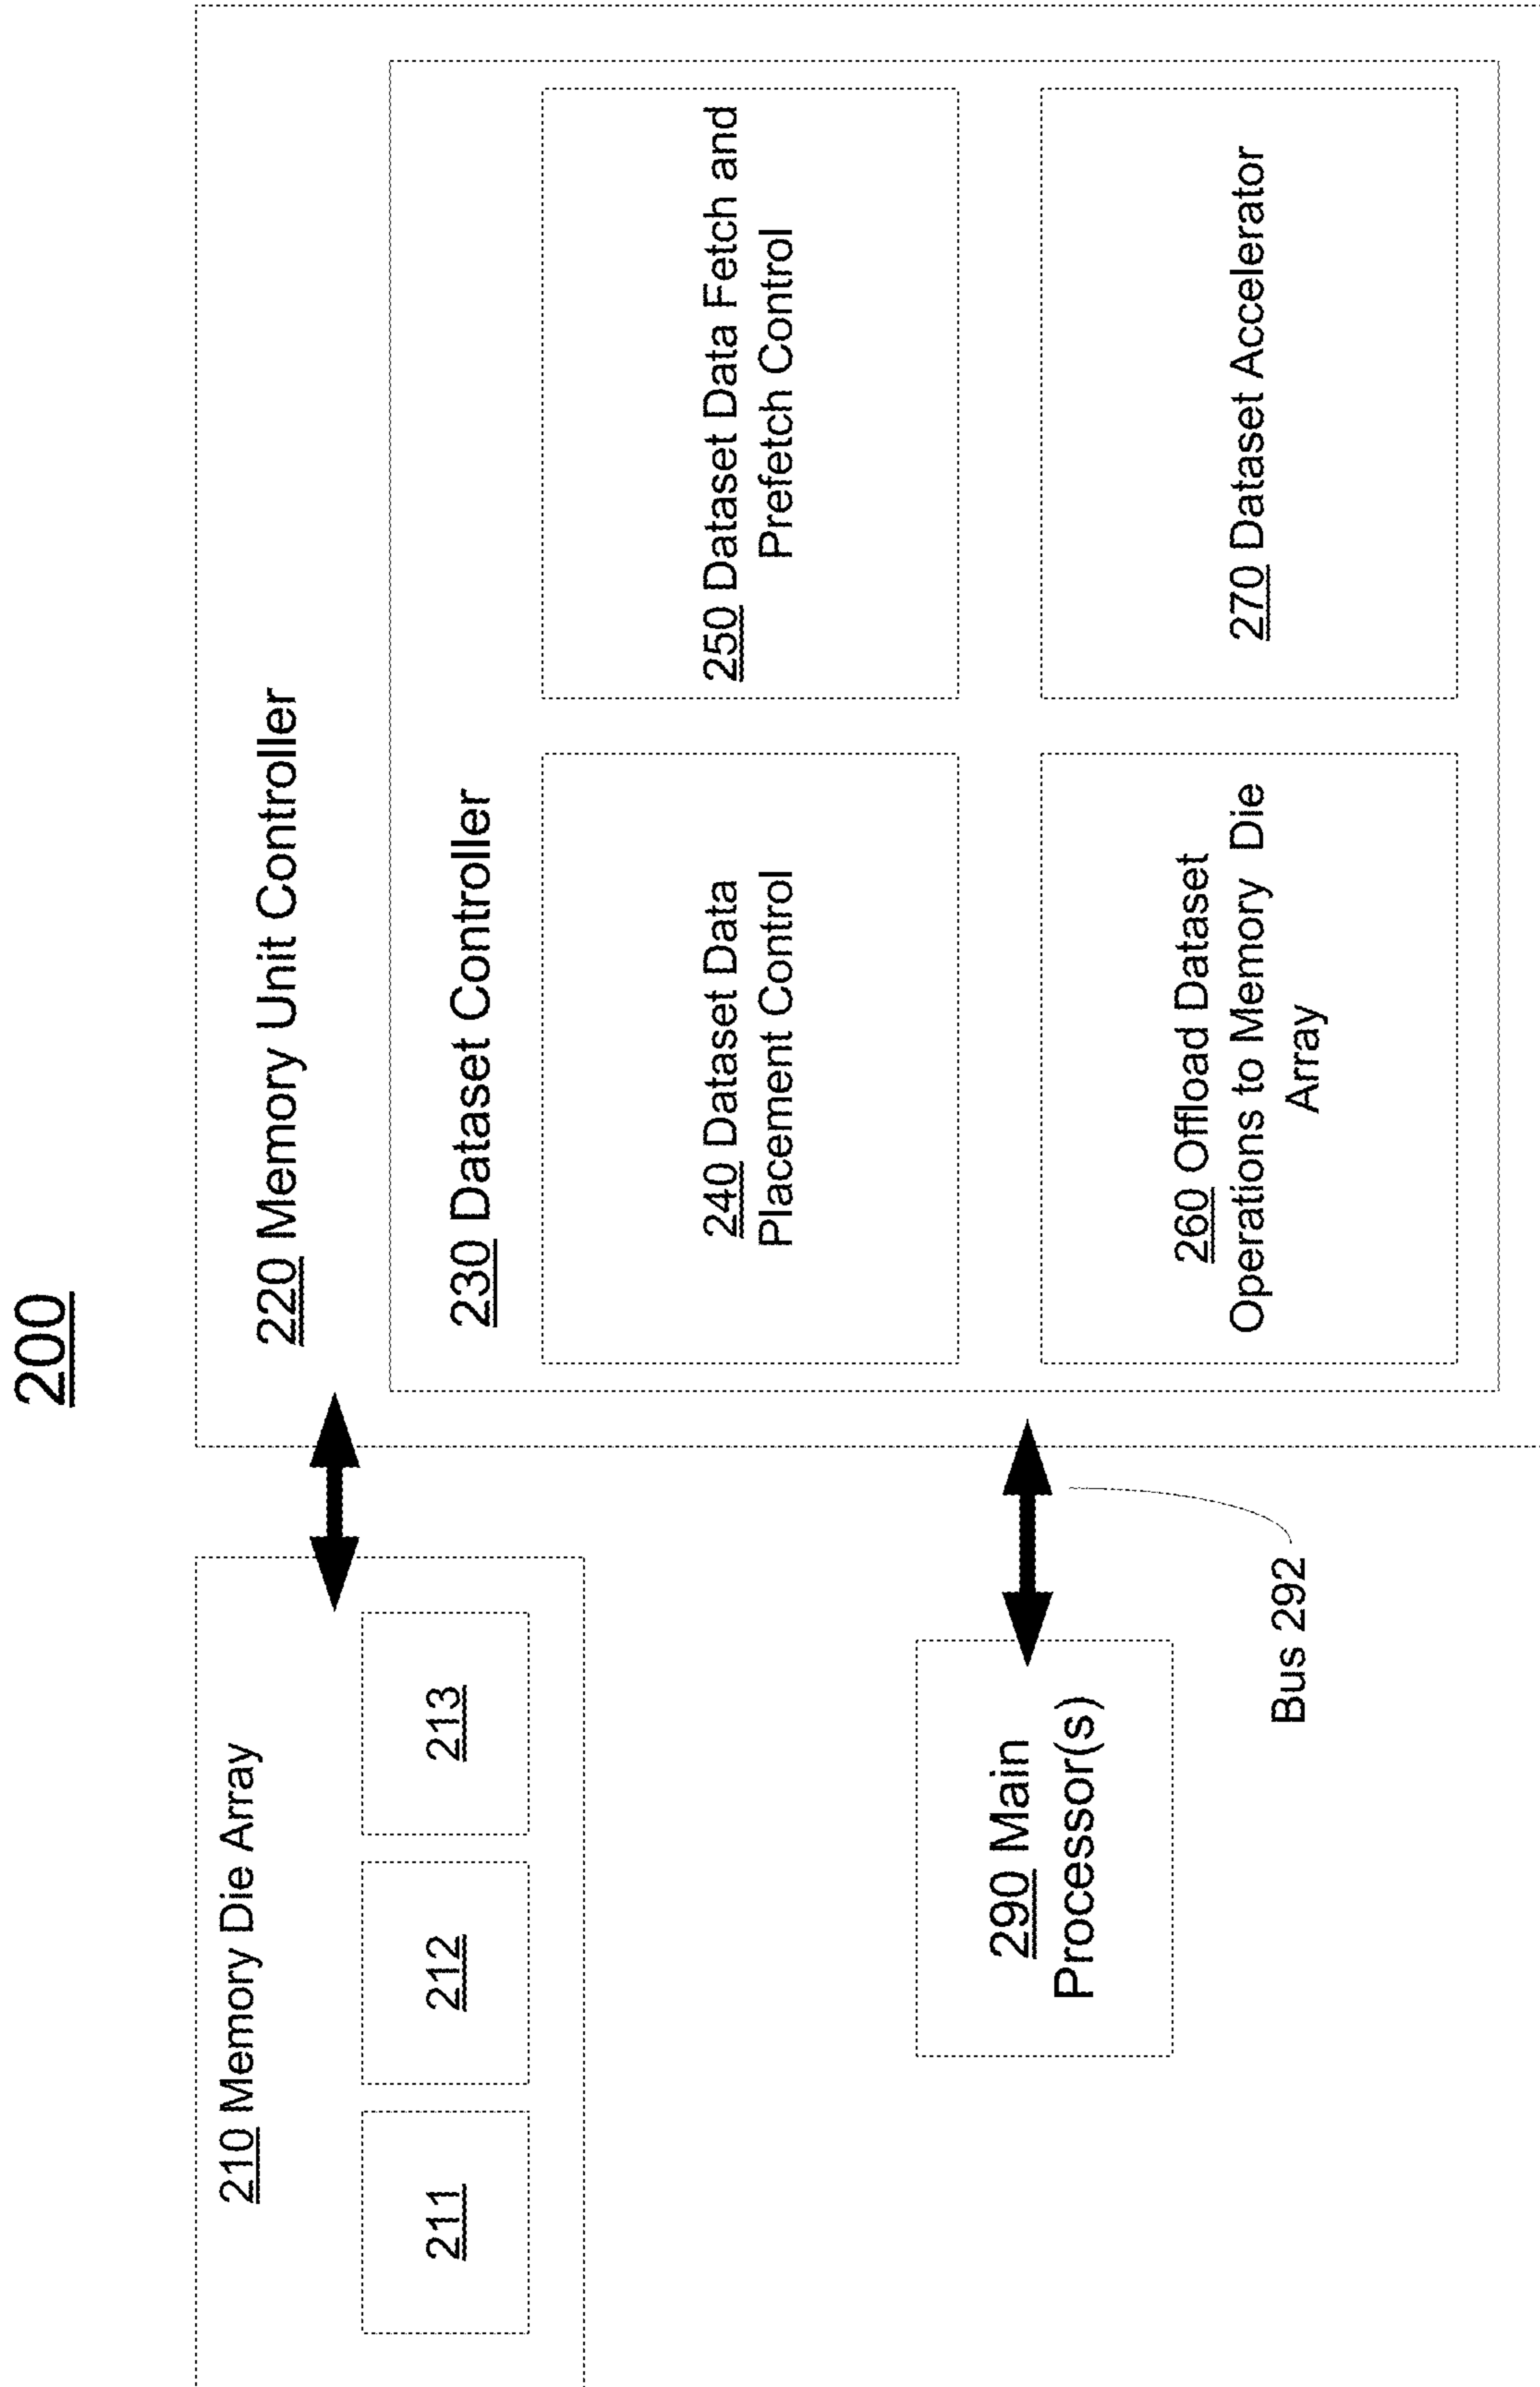 200
210 Memory Die Array
211
212
213
220 Memory Unit Controller
230 Dataset Controller
240 Dataset Data
Placement Control
250 Dataset Data Fetch and
Prefetch Control
260 Offload Dataset
Operations to Memory Die
Array
270 Dataset Accelerator
290 Main
Processor(s)
Bus 292